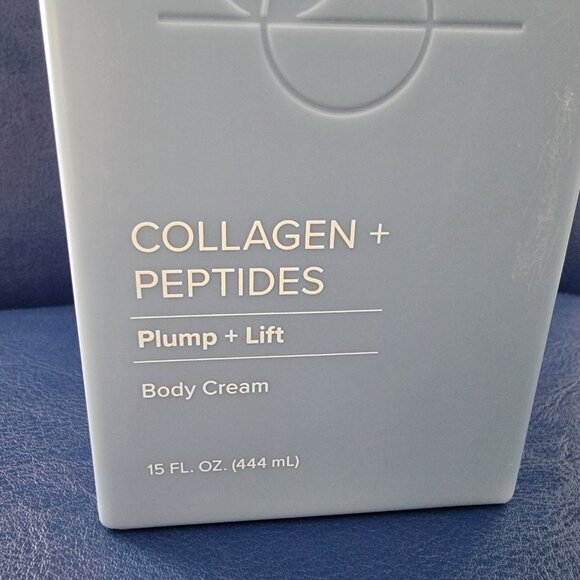 COLLAGEN +
PEPTIDES
Plump + Lift
Body Cream
15 FL. OZ. (444 mL)